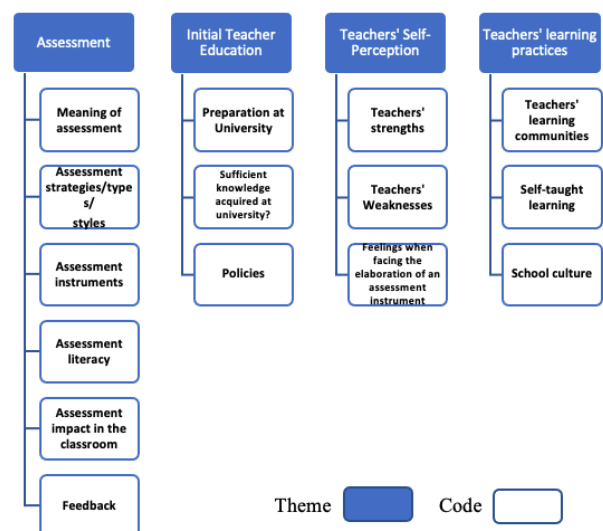 Assessment
Meaning of
assessment
Assessment
strategies/type
s/
styles
Assessment
instruments
Assessment
literacy
Assessment
impact in the
classroom
Feedback
Initial Teacher
Education
Preparation at
University
Sufficient
knowledge
acquired at
university?
Policies
Teachers' Self-
Perception
Teachers'
strengths
Teachers'
Weaknesses
Feelings when
facing the
elaboration of an
assessment
instrument
Teachers' learning
practices
Teachers'
learning
communities
Self-taught
learning
School culture
Theme
Code